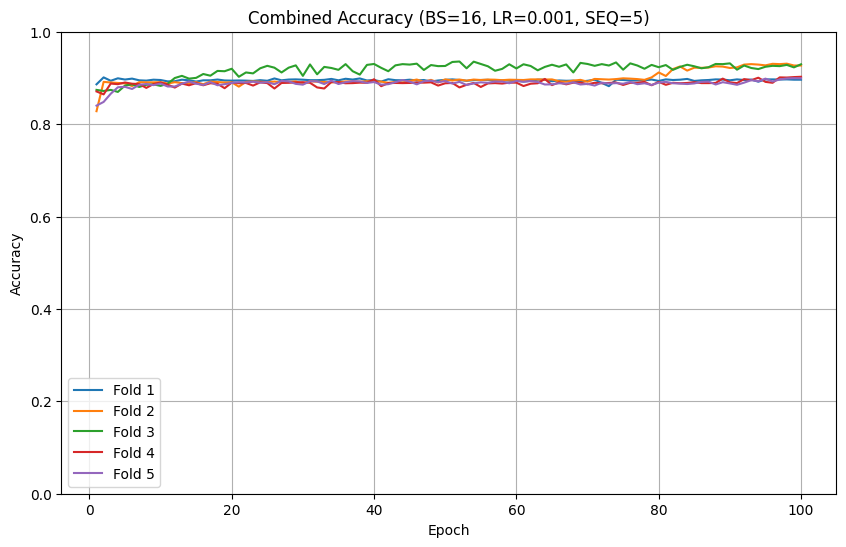 Combined Accuracy (BS=16, LR=0.001, SEQ=5)
1.0
0.8
0.6
0.4
0.2
0.0
Accuracy
Fold 1
Fold 2
Fold 3
Fold 4
Fold 5
0 20 40 60 80 100
Epoch